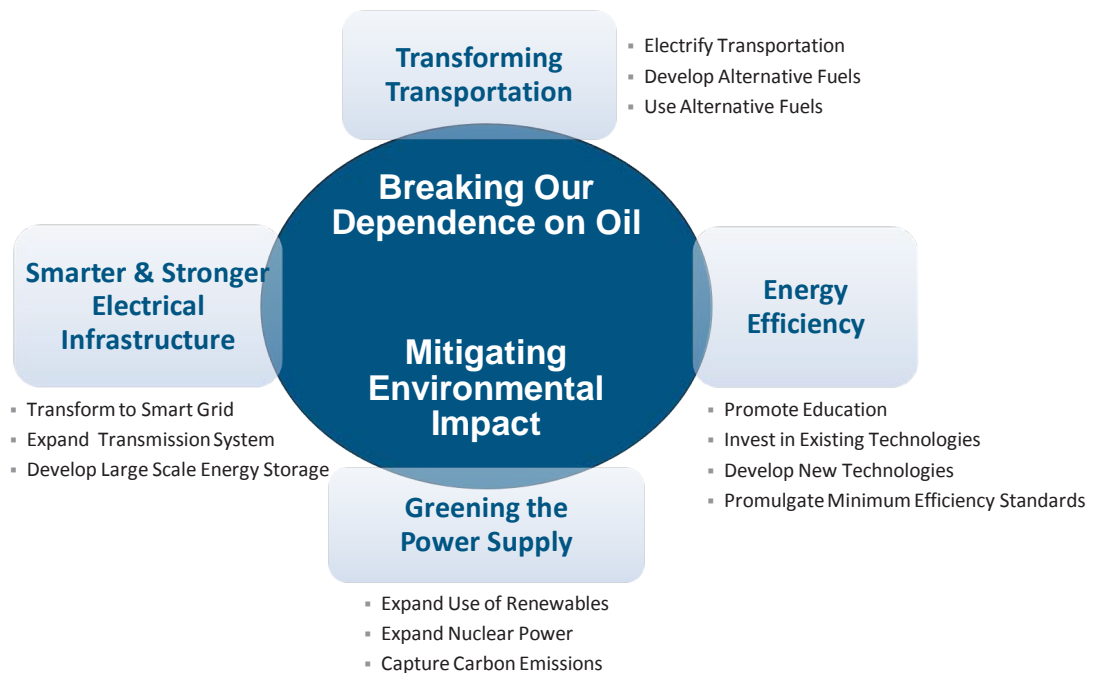 Transforming
Transportation
▪ Electrify Transportation
▪ Develop Alternative Fuels
▪ Use Alternative Fuels
Breaking Our
Dependence on Oil
Mitigating
Environmental
Impact
Smarter & Stronger
Electrical
Infrastructure
▪ Transform to Smart Grid
▪ Expand Transmission System
▪ Develop Large Scale Energy Storage
Energy
Efficiency
▪ Promote Education
▪ Invest in Existing Technologies
▪ Develop New Technologies
▪ Promulgate Minimum Efficiency Standards
Greening the
Power Supply
▪ Expand Use of Renewables
▪ Expand Nuclear Power
▪ Capture Carbon Emissions